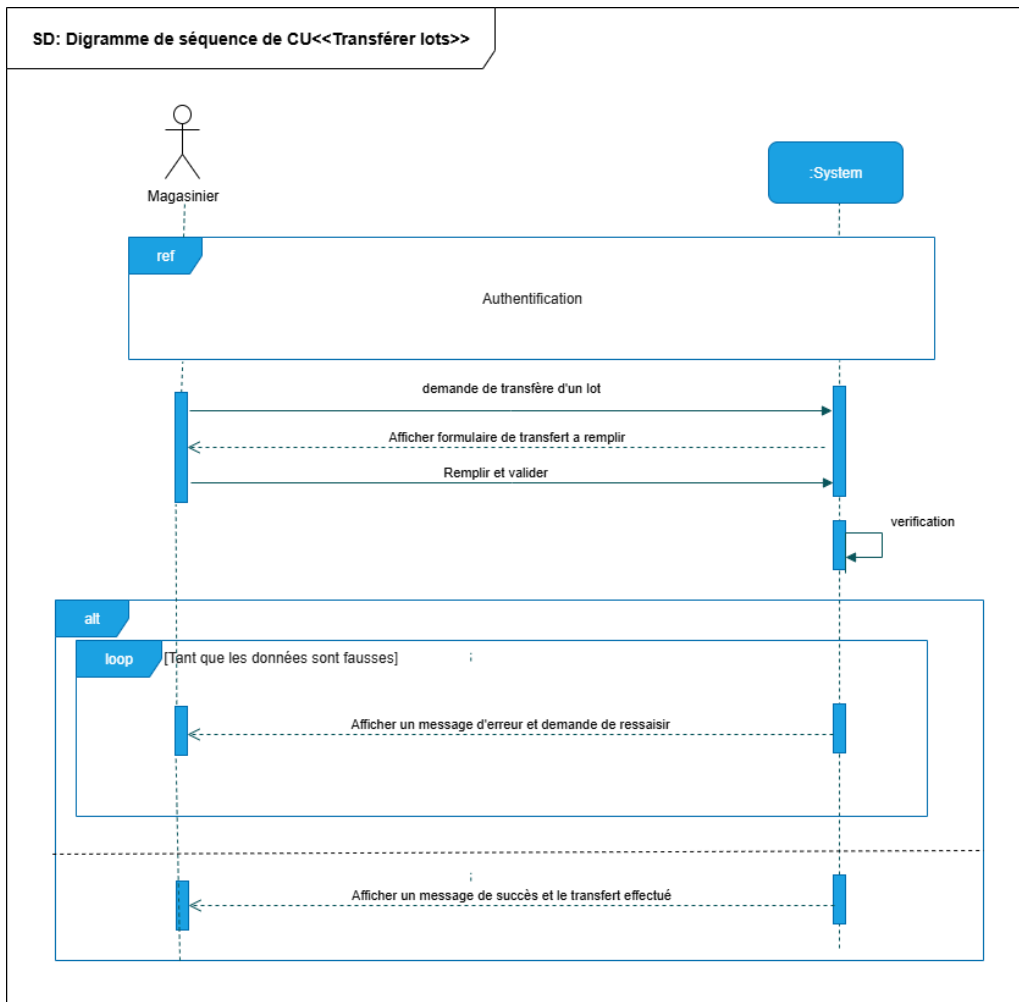 SD: Digramme de séquence de CU<<Transférer lots>>
Magasinier
:System
ref
Authentification
demande de transfère d'un lot
Afficher formulaire de transfert a remplir
Remplir et valider
verification
alt
loop
[Tant que les données sont fausses]
;
Afficher un message d'erreur et demande de ressaisir
;
Afficher un message de succès et le transfert effectué